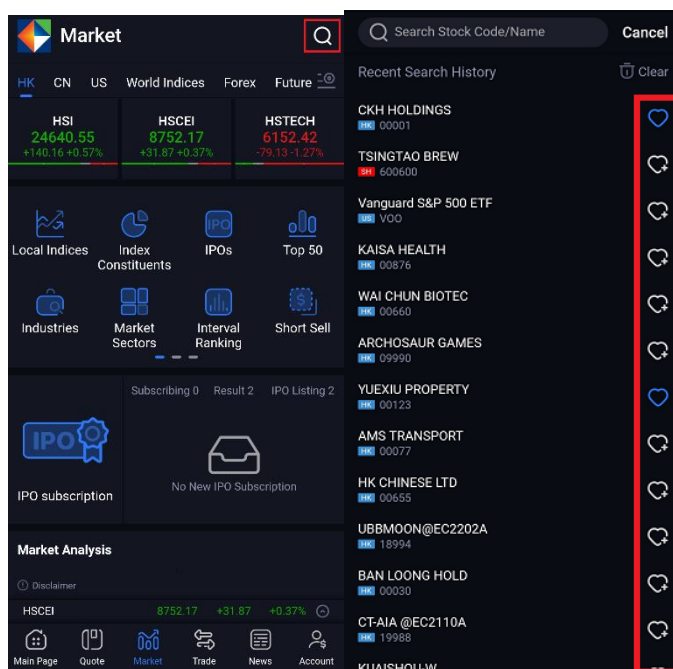 Market
HK CN US World Indices Forex Future
HSI HSCEI HSTECH
24640.55 8752.17 6152.42
+140.16 +0.57% +31.87 +0.37% -79.13 -1.27%
IPO
Local Indices Index Constituents IPOs Top 50
Industries Market Sectors Interval Ranking Short Sell
Subscribing 0 Result 2 IPO Listing 2
IPO
No New IPO Subscription
IPO subscription
Market Analysis
Disclaimer
HSCEI 8752.17 +31.87 +0.37%
Main Page Quote Market Trade News Account
Search Stock Code/Name Cancel
Recent Search History Clear
CKH HOLDINGS
HK 00001
TSINGTAO BREW
SH 600600
Vanguard S&P 500 ETF
US VOO
KAISA HEALTH
HK 00876
WAI CHUN BIOTEC
HK 00660
ARCHOSAUR GAMES
HK 09990
YUEXIU PROPERTY
HK 00123
AMS TRANSPORT
HK 00077
HK CHINESE LTD
HK 00655
UBBMOON@EC2202A
HK 18994
BAN LOONG HOLD
HK 00030
CT-AIA @EC2110A
HK 19988
KUAISHOU-W